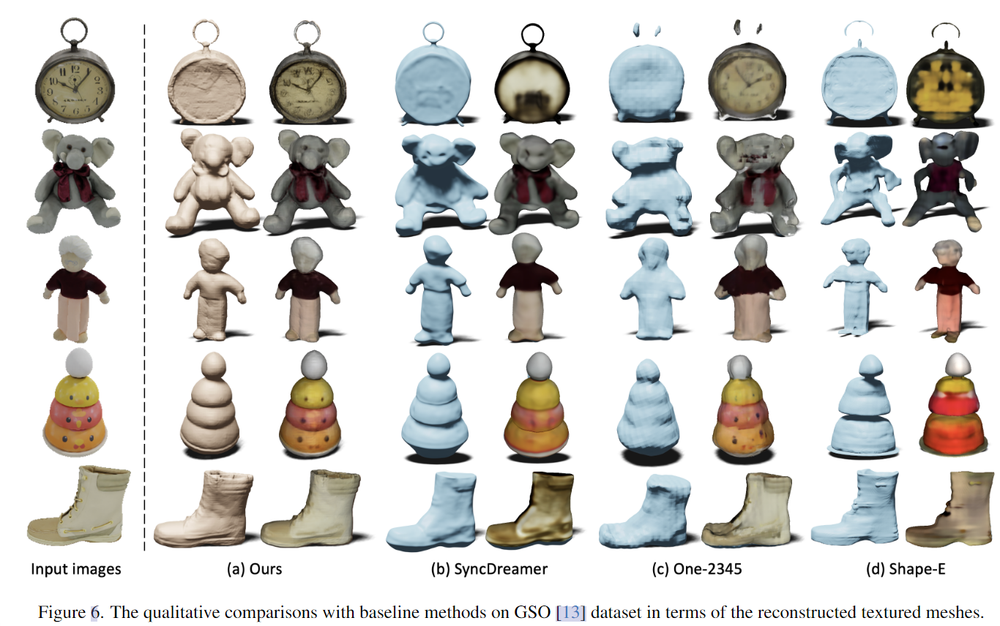 Input images
(a) Ours
(b) SyncDreamer
(c) One-2345
(d) Shape-E
Figure 6. The qualitative comparisons with baseline methods on GSO [13] dataset in terms of the reconstructed textured meshes.